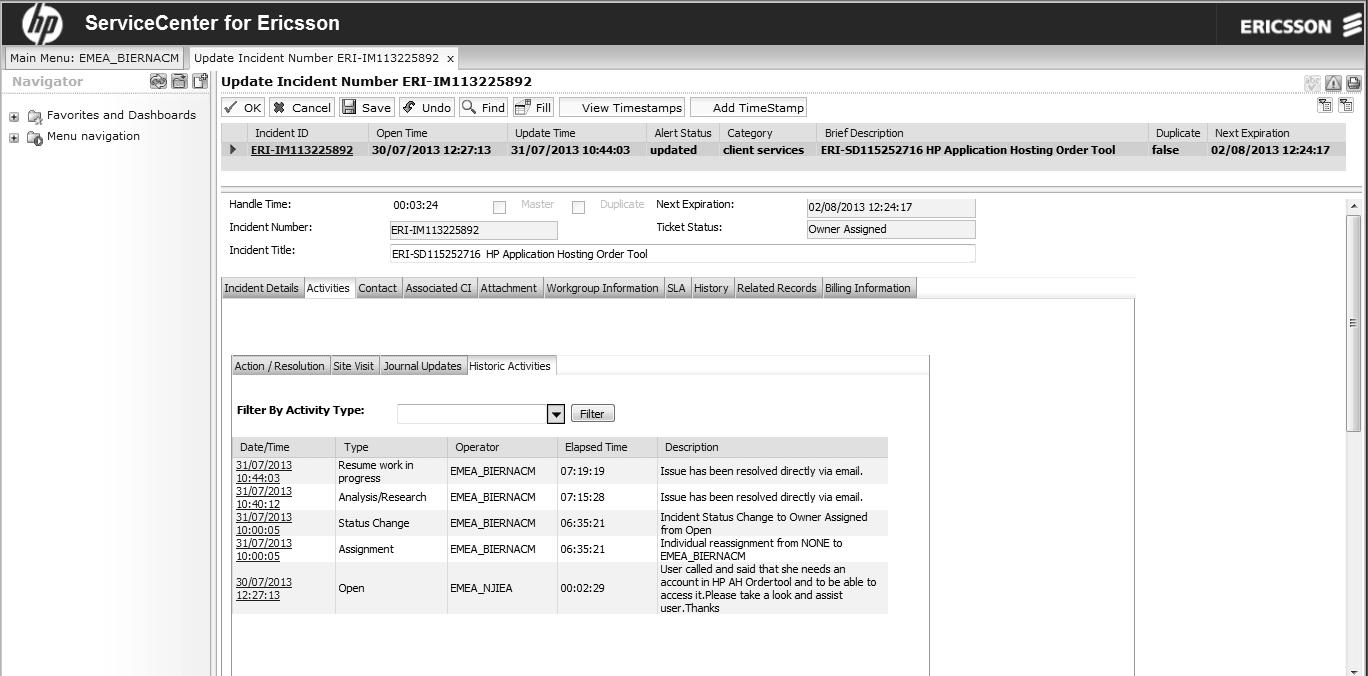 hp ServiceCenter for Ericsson ERICSSON
Main Menu: EMEA_BIERNACM Update Incident Number ERI-IM113225892 x
Navigator
Favorites and Dashboards
Menu navigation
Update Incident Number ERI-IM113225892
OK Cancel Save Undo Find Fill View Timestamps Add TimeStamp
Incident ID Open Time Update Time Alert Status Category Brief Description Duplicate Next Expiration
ERI-IM113225892 30/07/2013 12:27:13 31/07/2013 10:44:03 updated client services ERI-SD115252716 HP Application Hosting Order Tool false 02/08/2013 12:24:17
Handle Time: 00:03:24 Master Duplicate Next Expiration: 02/08/2013 12:24:17
Incident Number: ERI-IM113225892 Ticket Status: Owner Assigned
Incident Title: ERI-SD115252716 HP Application Hosting Order Tool
Incident Details Activities Contact Associated CI Attachment Workgroup Information SLA History Related Records Billing Information
Action / Resolution Site Visit Journal Updates Historic Activities
Filter By Activity Type: Filter
Date/Time Type Operator Elapsed Time Description
31/07/2013 10:44:03 Resume work in progress EMEA_BIERNACM 07:19:19 Issue has been resolved directly via email.
31/07/2013 10:40:12 Analysis/Research EMEA_BIERNACM 07:15:28 Issue has been resolved directly via email.
31/07/2013 10:00:05 Status Change EMEA_BIERNACM 06:35:21 Incident Status Change to Owner Assigned from Open
31/07/2013 10:00:05 Assignment EMEA_BIERNACM 06:35:21 Individual reassignment from NONE to EMEA_BIERNACM
30/07/2013 12:27:13 Open EMEA_NJIEA 00:02:29 User called and said that she needs an account in HP AH Ordertool and to be able to access it.Please take a look and assist user.Thanks